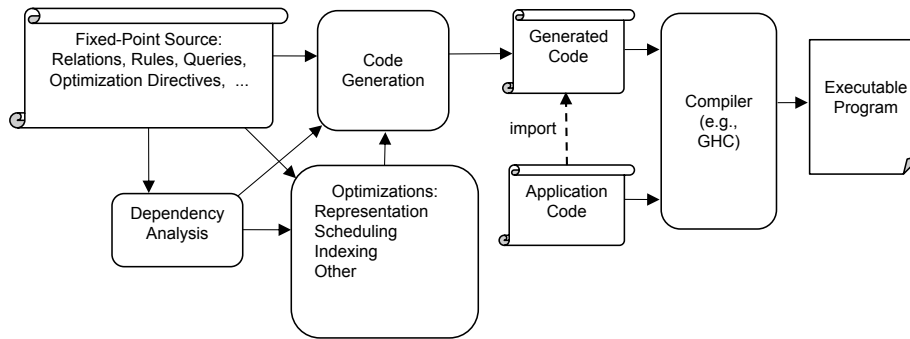 Fixed-Point Source:
Relations, Rules, Queries,
Optimization Directives, ...
Code
Generation
Generated
Code
Compiler
(e.g.,
GHC)
Executable
Program
import
Dependency
Analysis
Optimizations:
Representation
Scheduling
Indexing
Other
Application
Code